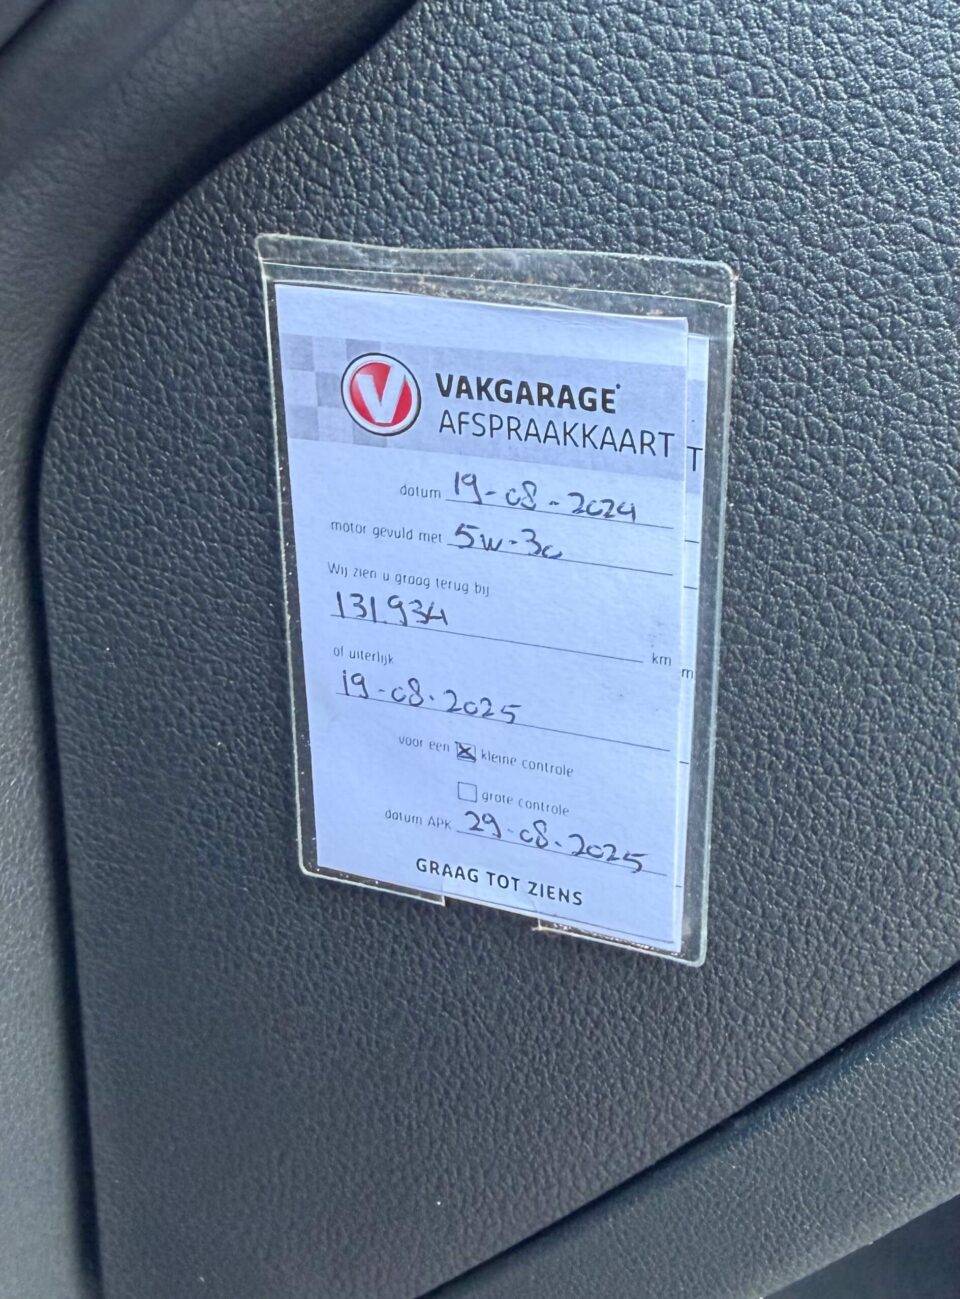 VAKGARAGE
AFSPRAAKKAART T
datum 19-08-2024
motor gevuld met 5w-30
Wij zien u graag terug bij
131.934
km m
of uiterlijk
19-08-2025
voor een kleine controle
grote controle
datum APK 29-08-2025
GRAAG TOT ZIENS